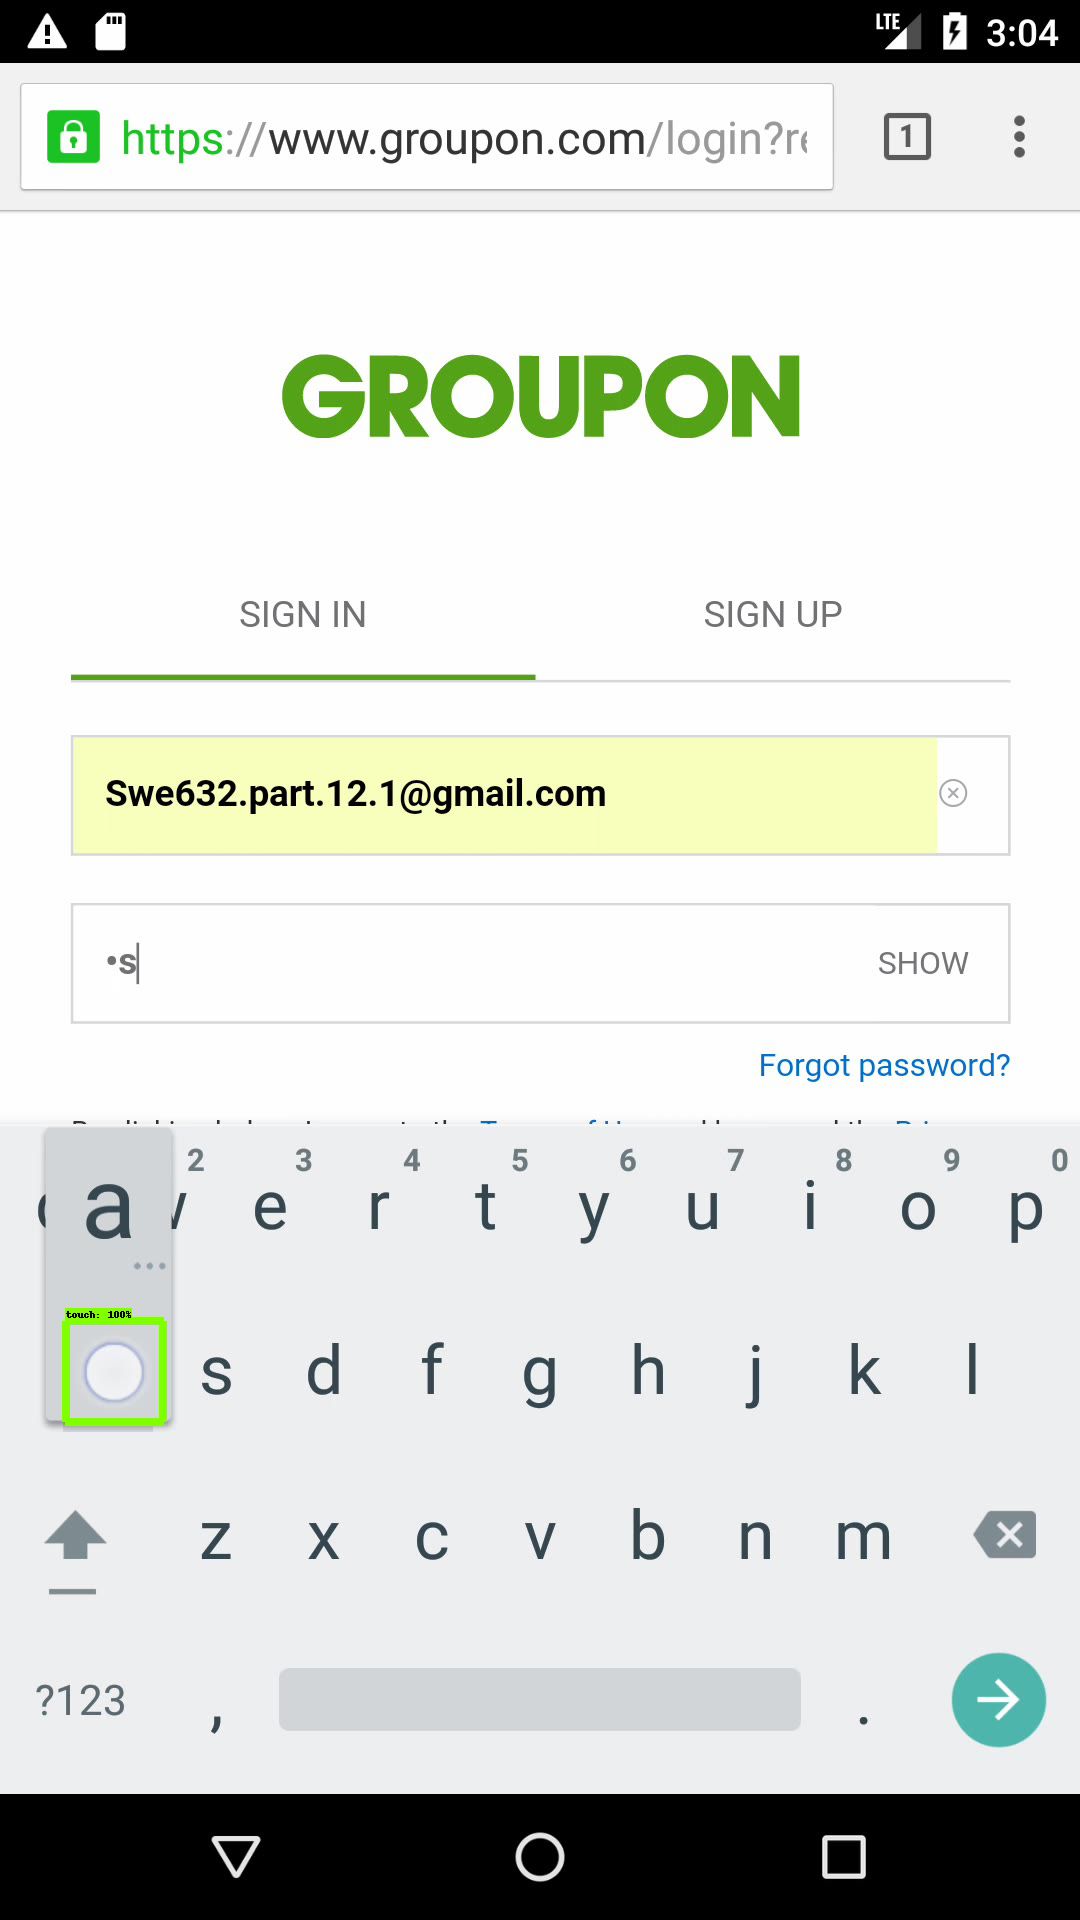 LTE 3:04
https://www.groupon.com/login?re
1
GROUPON
SIGN IN SIGN UP
Swe632.part.12.1@gmail.com
•s SHOW
Forgot password?
2 3 4 5 6 7 8 9 0
a e r t y u i o p
touch: 100%
s d f g h j k l
z x c v b n m
?123 , .